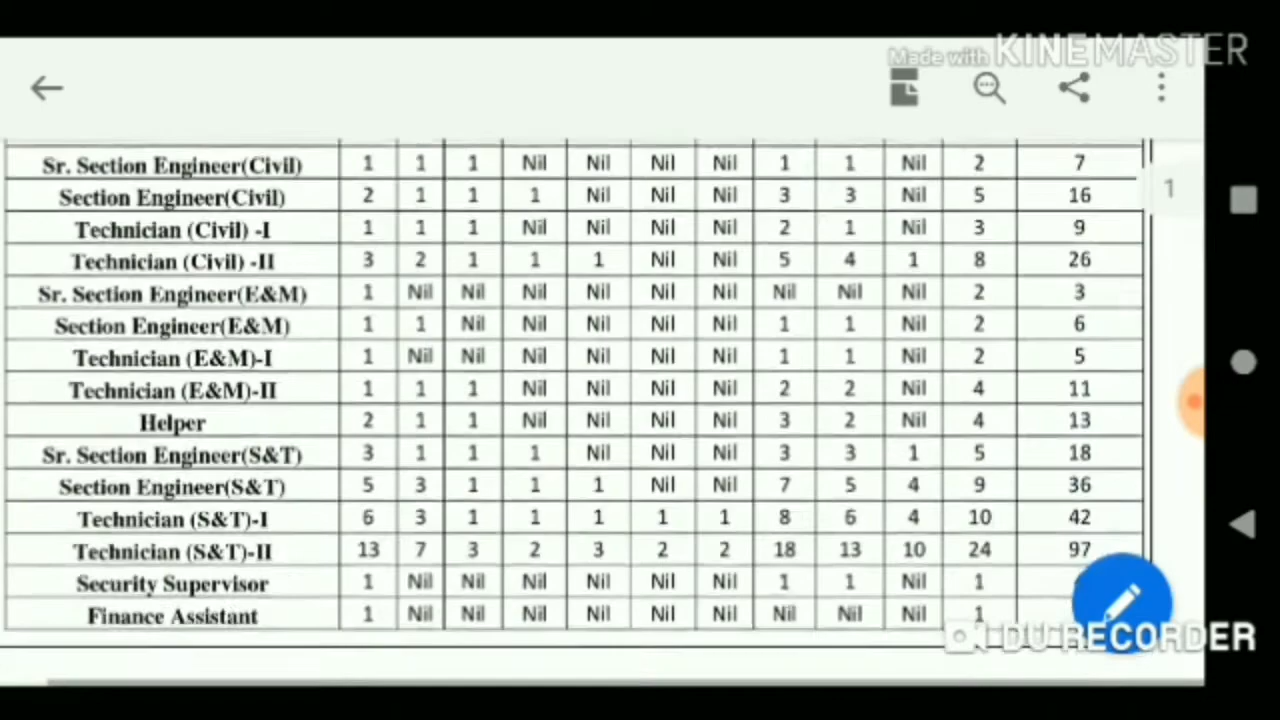 Made with KINEMASTER
1
Sr. Section Engineer(Civil) 1 1 1 Nil Nil Nil Nil 1 1 Nil 2 7
Section Engineer(Civil) 2 1 1 1 Nil Nil Nil 3 3 Nil 5 16
Technician (Civil) -I 1 1 1 Nil Nil Nil Nil 2 1 Nil 3 9
Technician (Civil) -II 3 2 1 1 1 Nil Nil 5 4 1 8 26
Sr. Section Engineer(E&M) 1 Nil Nil Nil Nil Nil Nil Nil Nil Nil 2 3
Section Engineer(E&M) 1 1 Nil Nil Nil Nil Nil 1 1 Nil 2 6
Technician (E&M)-I 1 Nil Nil Nil Nil Nil Nil 1 1 Nil 2 5
Technician (E&M)-II 1 1 1 Nil Nil Nil Nil 2 2 Nil 4 11
Helper 2 1 1 Nil Nil Nil Nil 3 2 Nil 4 13
Sr. Section Engineer(S&T) 3 1 1 1 Nil Nil Nil 3 3 1 5 18
Section Engineer(S&T) 5 3 1 1 1 Nil Nil 7 5 4 9 36
Technician (S&T)-I 6 3 1 1 1 1 1 8 6 4 10 42
Technician (S&T)-II 13 7 3 2 3 2 2 18 13 10 24 97
Security Supervisor 1 Nil Nil Nil Nil Nil Nil 1 1 Nil 1
Finance Assistant 1 Nil Nil Nil Nil Nil Nil Nil Nil Nil 1
DU RECORDER